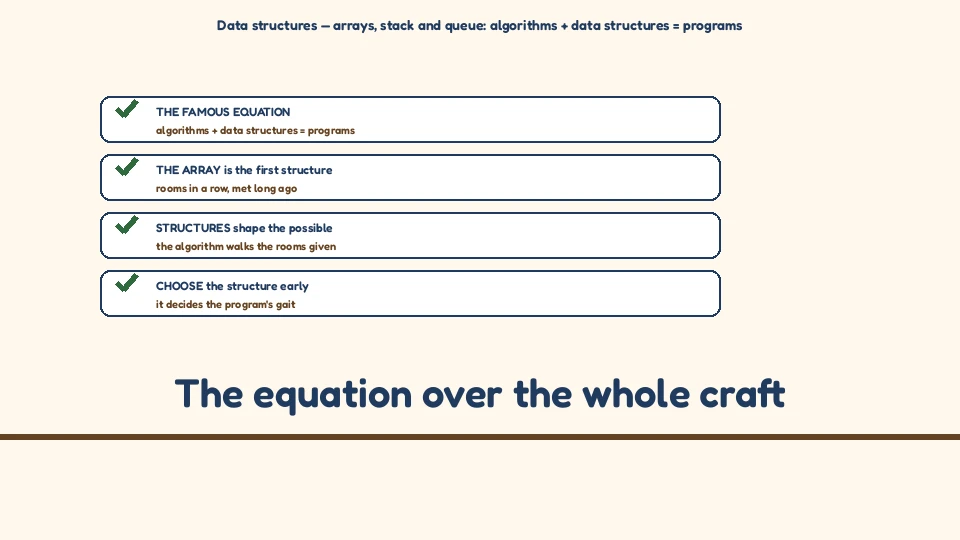 Data structures — arrays, stack and queue: algorithms + data structures = programs
THE FAMOUS EQUATION
algorithms + data structures = programs
THE ARRAY is the first structure
rooms in a row, met long ago
STRUCTURES shape the possible
the algorithm walks the rooms given
CHOOSE the structure early
it decides the program's gait
The equation over the whole craft